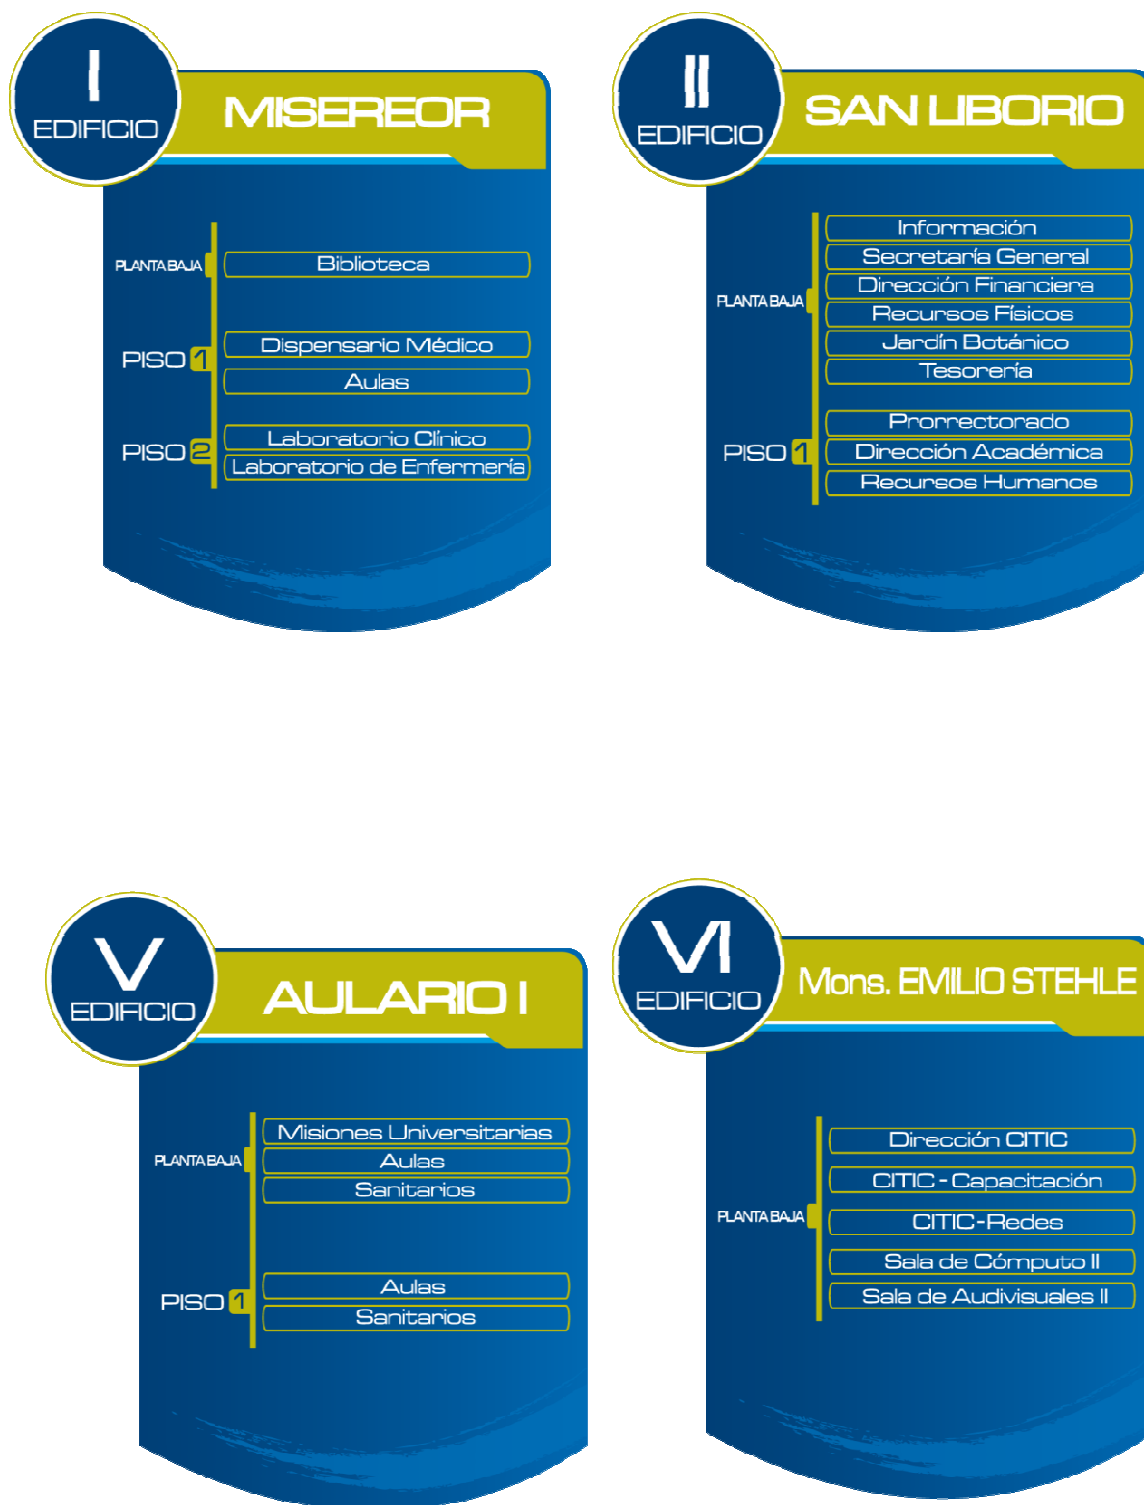 I
EDIFICIO
MISEREOR
PLANTA BAJA
Biblioteca
PISO 1
Dispensario Médico
Aulas
PISO 2
Laboratorio Clínico
Laboratorio de Enfermería
II
EDIFICIO
SAN LIBORIO
PLANTA BAJA
Información
Secretaría General
Dirección Financiera
Recursos Físicos
Jardín Botánico
Tesorería
PISO 1
Prorrectorado
Dirección Académica
Recursos Humanos
V
EDIFICIO
AULARIO I
PLANTA BAJA
Misiones Universitarias
Aulas
Sanitarios
PISO 1
Aulas
Sanitarios
VI
EDIFICIO
Mons. EMILIO STEHLE
PLANTA BAJA
Dirección CITIC
CITIC - Capacitación
CITIC-Redes
Sala de Cómputo II
Sala de Audivisuales II